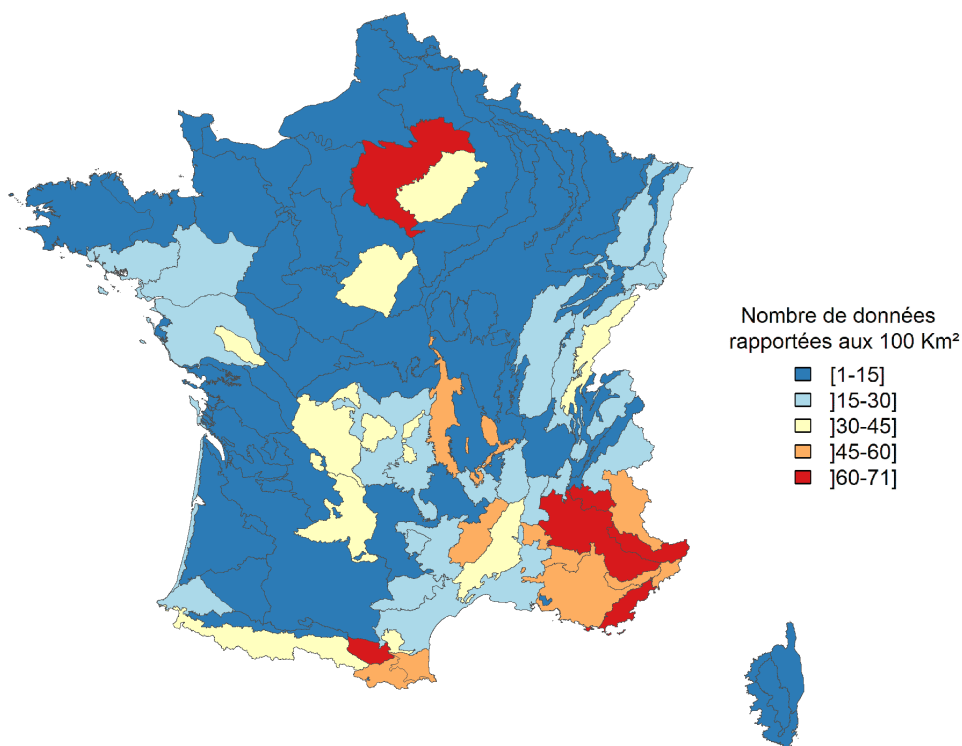 Nombre de données
rapportées aux 100 Km²
[1-15]
]15-30]
]30-45]
]45-60]
]60-71]